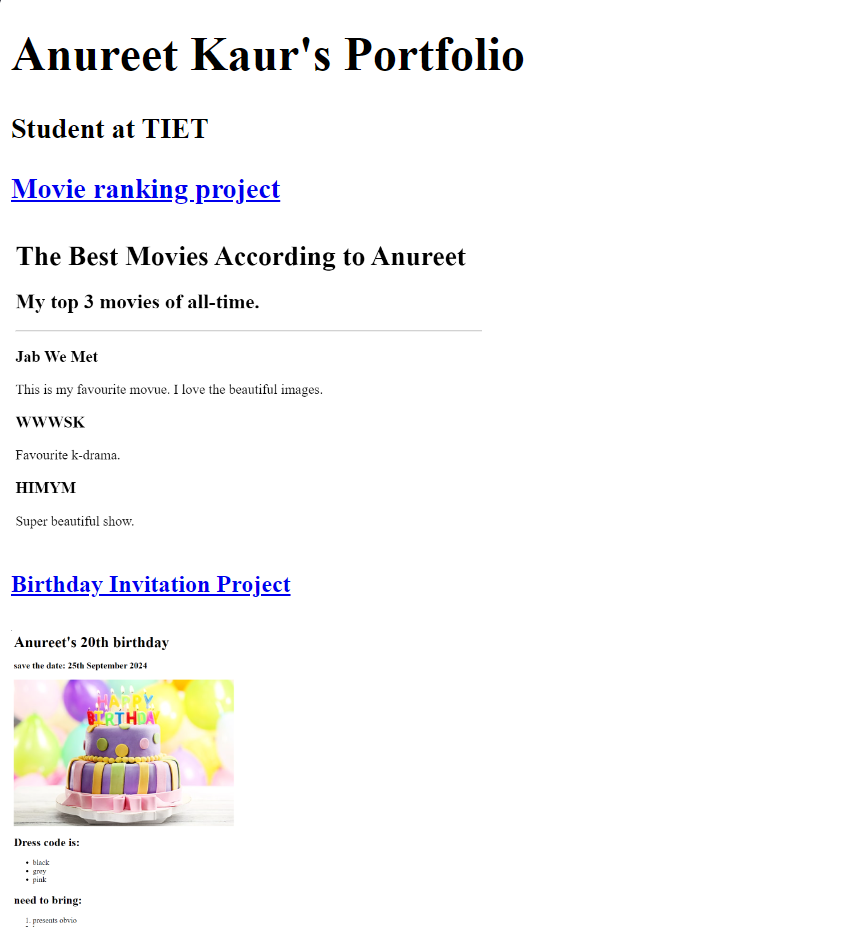 Anureet Kaur's Portfolio
Student at TIET
Movie ranking project
The Best Movies According to Anureet
My top 3 movies of all-time.
Jab We Met
This is my favourite movue. I love the beautiful images.
WWWSK
Favourite k-drama.
HIMYM
Super beautiful show.
Birthday Invitation Project
Anureet's 20th birthday
save the date: 25th September 2024
HAPPY
BIRTHDAY
Dress code is:
• black
• grey
• pink
need to bring:
1. presents obvio